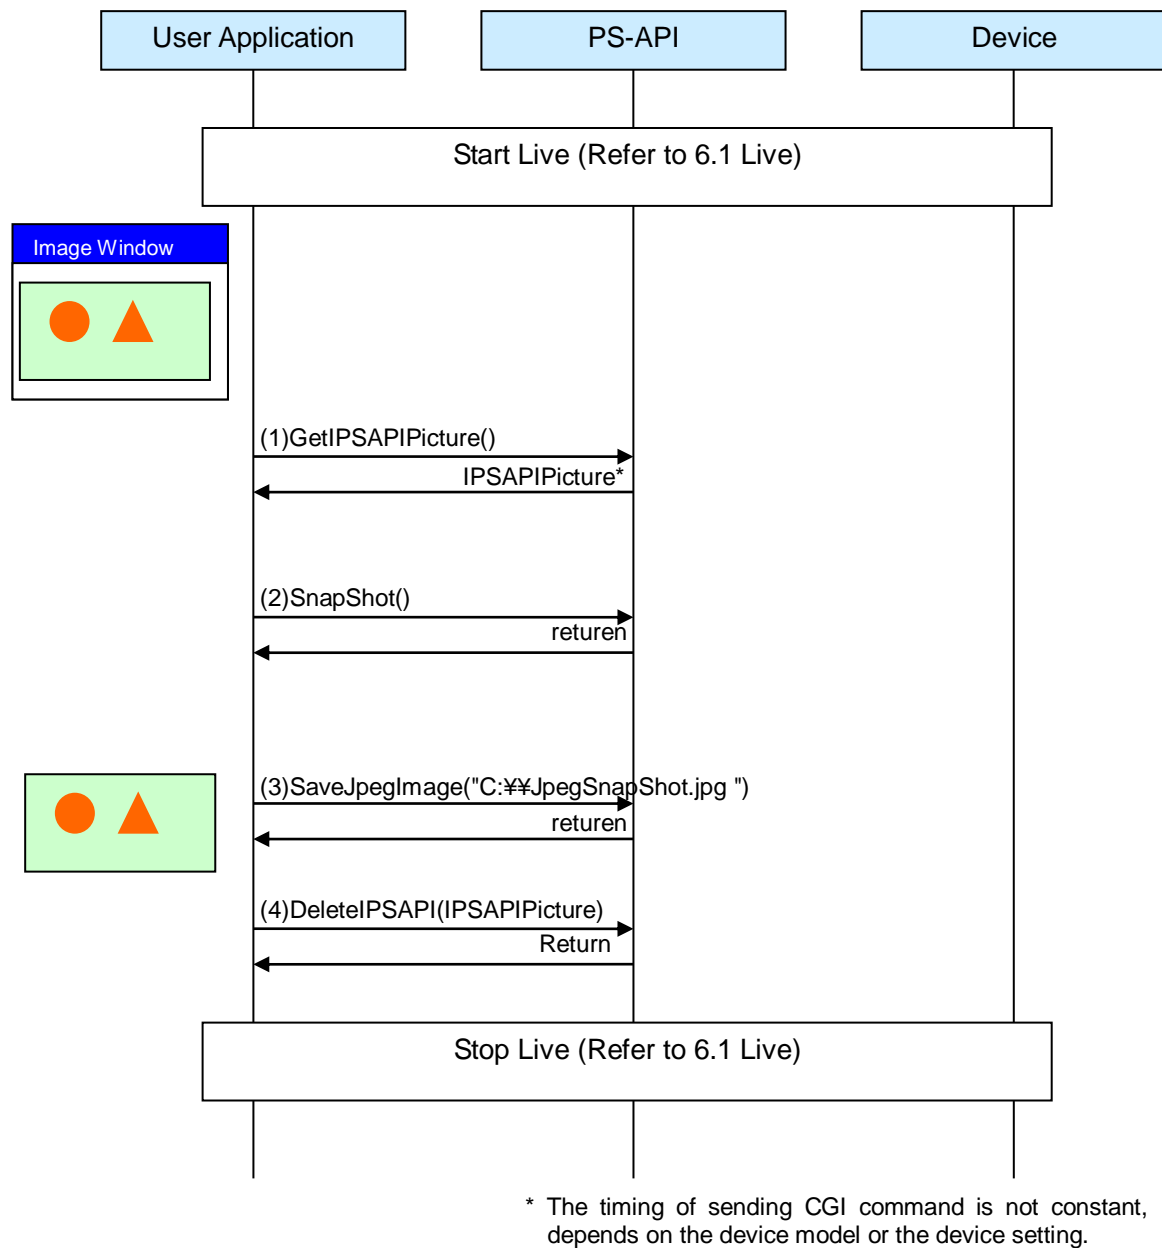 User Application
PS-API
Device
Start Live (Refer to 6.1 Live)
Image Window
(1)GetIPSAPIPicture()
IPSAPIPicture*
(2)SnapShot()
returen
(3)SaveJpegImage("C:¥¥JpegSnapShot.jpg ")
returen
(4)DeleteIPSAPI(IPSAPIPicture)
Return
Stop Live (Refer to 6.1 Live)
* The timing of sending CGI command is not constant,
depends on the device model or the device setting.